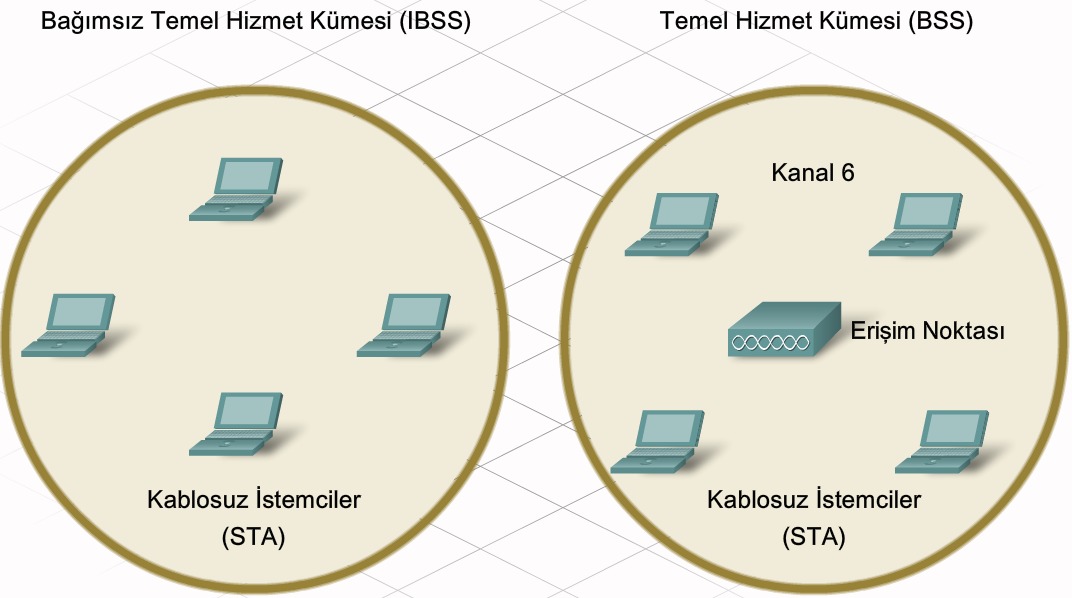 Bağımsız Temel Hizmet Kümesi (IBSS)
Temel Hizmet Kümesi (BSS)
Kanal 6
Erişim Noktası
Kablosuz İstemciler
(STA)
Kablosuz İstemciler
(STA)